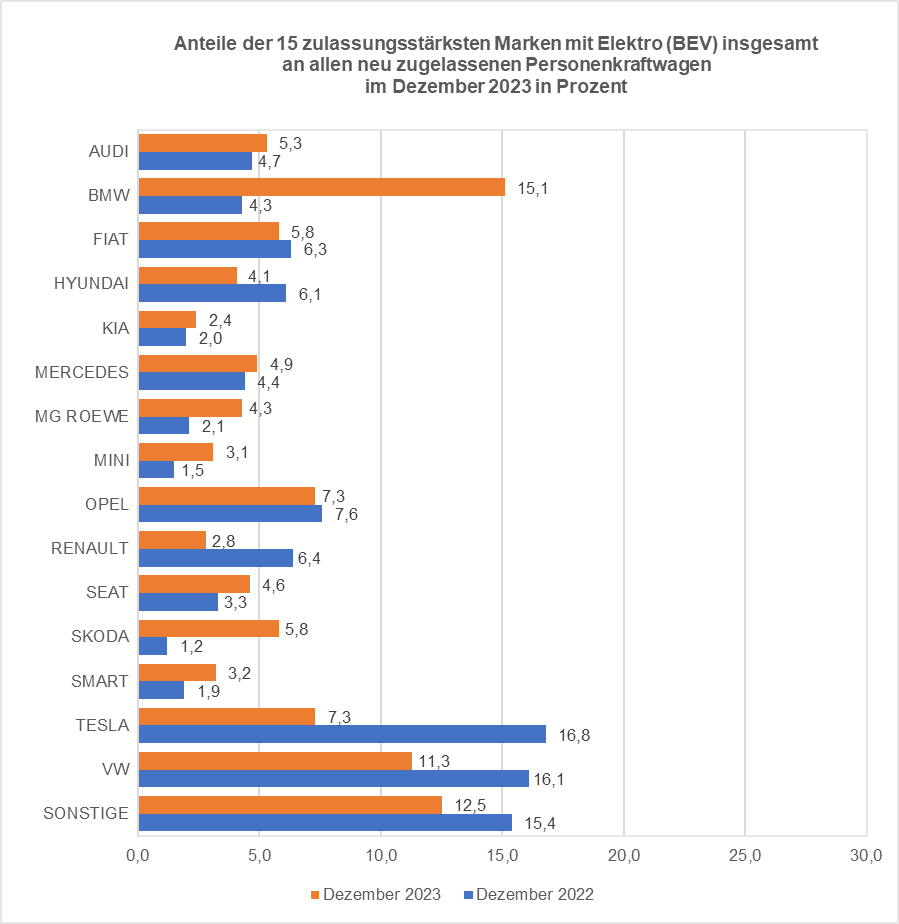 Anteile der 15 zulassungsstärksten Marken mit Elektro (BEV) insgesamt
an allen neu zugelassenen Personenkraftwagen
im Dezember 2023 in Prozent
AUDI 5,3
4,7
BMW 15,1
4,3
FIAT 5,8
6,3
HYUNDAI 4,1
6,1
KIA 2,4
2,0
MERCEDES 4,9
4,4
MG ROEWE 4,3
2,1
MINI 3,1
1,5
OPEL 7,3
7,6
RENAULT 2,8
6,4
SEAT 4,6
3,3
SKODA 5,8
1,2
SMART 3,2
1,9
TESLA 7,3
16,8
VW 11,3
16,1
SONSTIGE 12,5
15,4
0,0 5,0 10,0 15,0 20,0 25,0 30,0
Dezember 2023 Dezember 2022